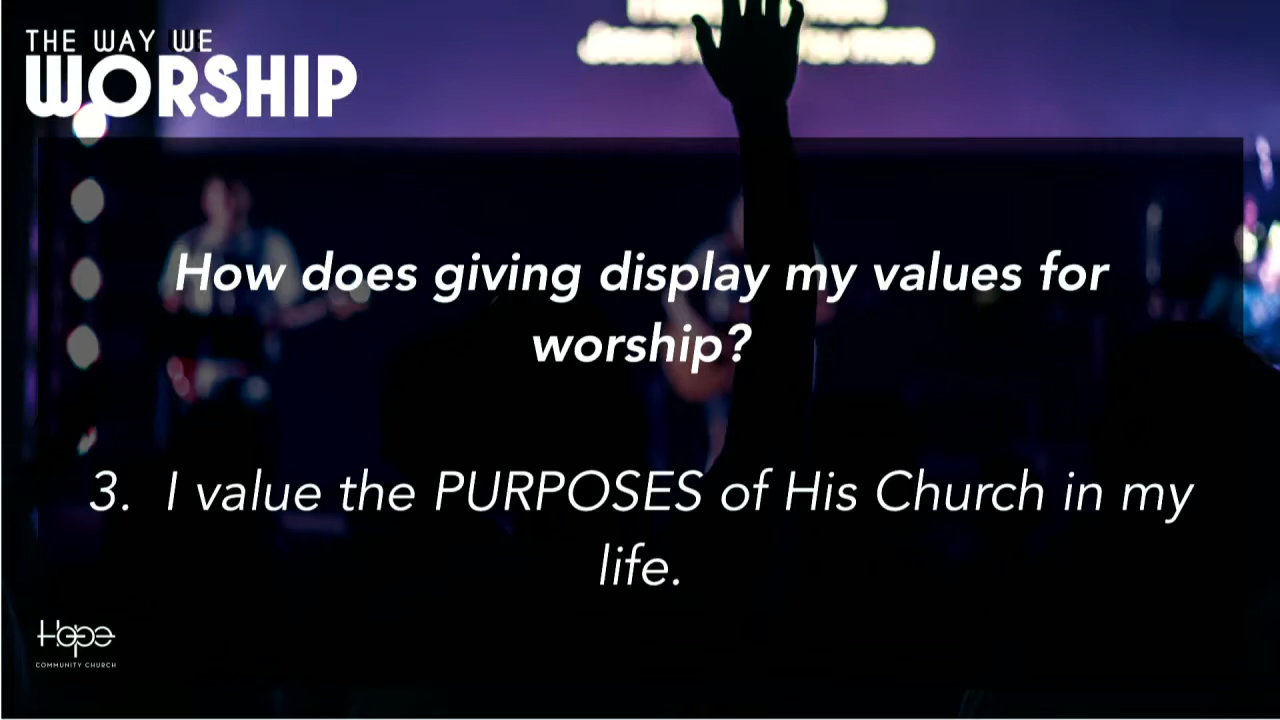 THE WAY WE
WORSHIP
How does giving display my values for
worship?
3. I value the PURPOSES of His Church in my
life.
Hope
COMMUNITY CHURCH